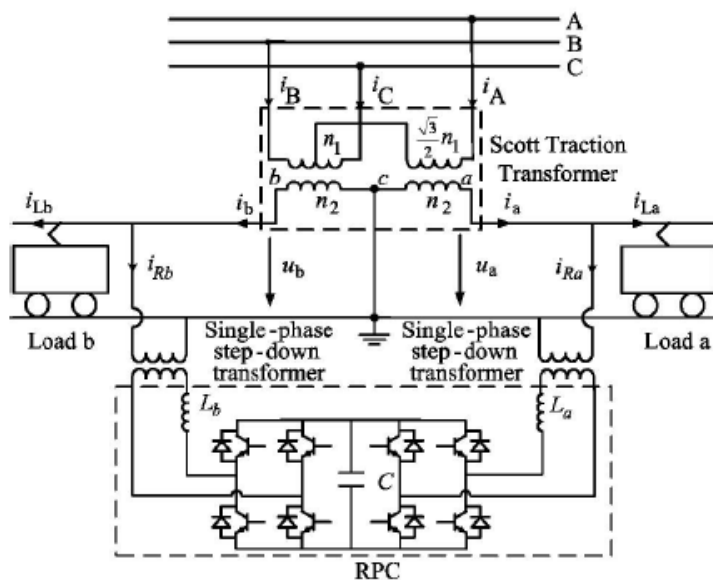 A
B
C
i_B
i_C
i_A
n_1
√3/2 n_1
Scott Traction
Transformer
b
c
a
n_2
n_2
i_Lb
i_b
i_a
i_La
i_Rb
u_b
u_a
i_Ra
Load b
Single-phase
step-down
transformer
Single-phase
step-down
transformer
Load a
L_b
L_a
C
RPC